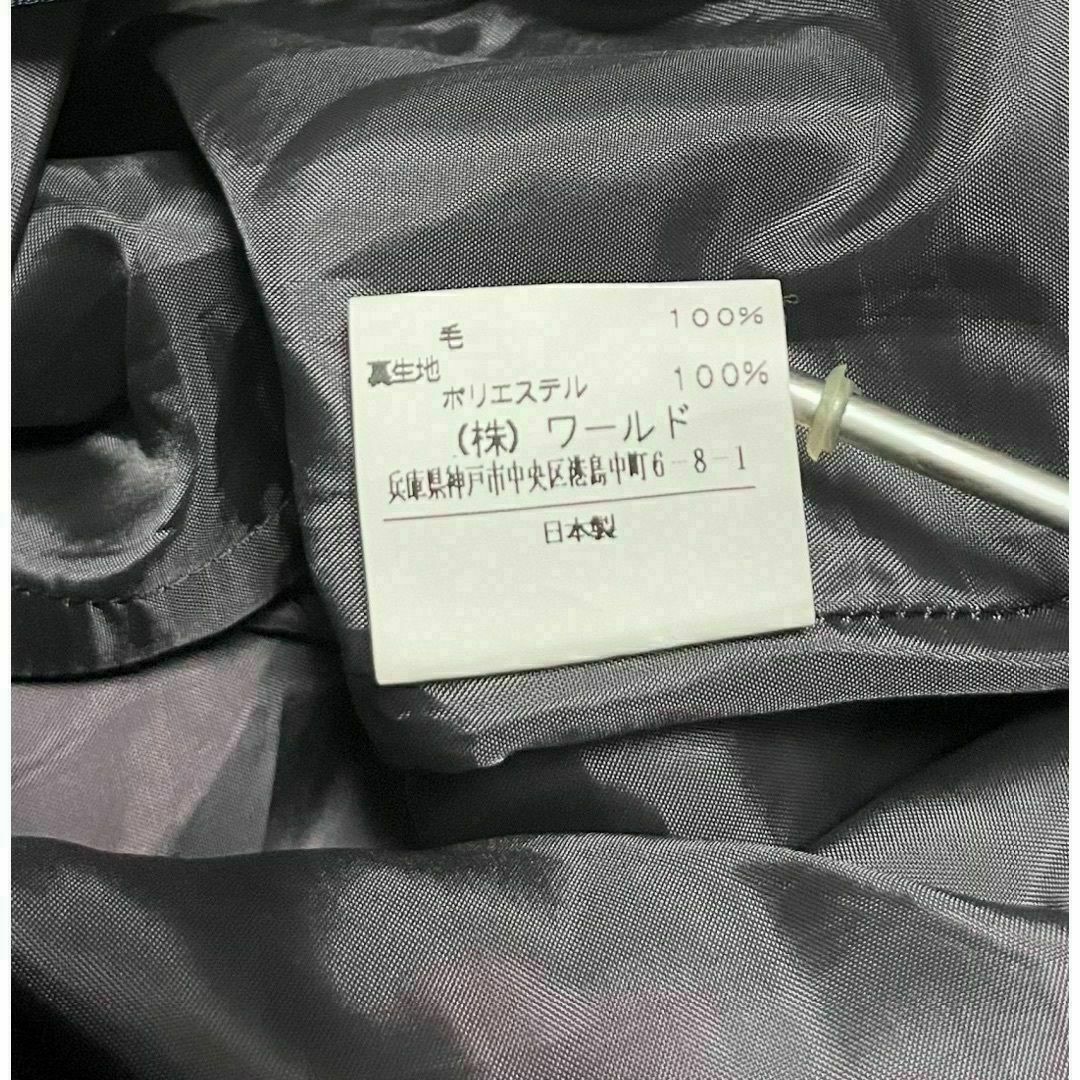 毛 100%
裏生地
ポリエステル 100%
(株) ワールド
兵庫県神戸市中央区港島中町6-8-1
日本製